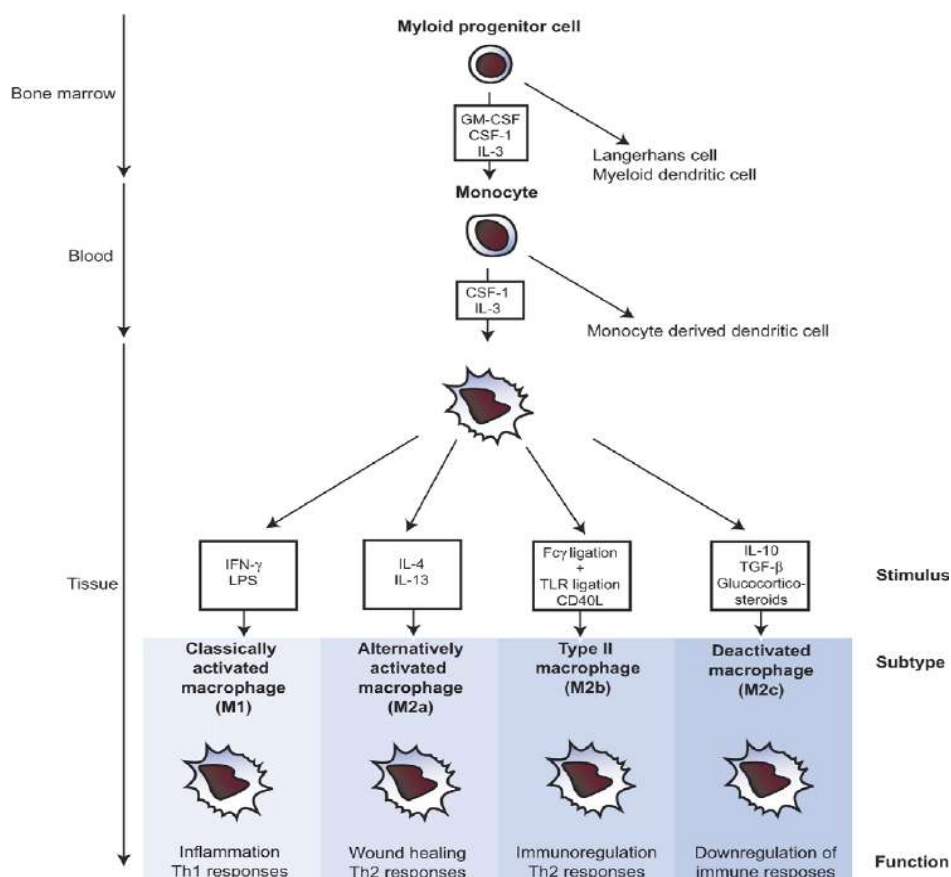 Myloid progenitor cell
Bone marrow
GM-CSF
CSF-1
IL-3
Langerhans cell
Myeloid dendritic cell
Monocyte
Blood
CSF-1
IL-3
Monocyte derived dendritic cell
Tissue
IFN-γ
LPS
IL-4
IL-13
Fcγ ligation
+
TLR ligation
CD40L
IL-10
TGF-β
Glucocortico-
steroids
Stimulus
Classically
activated
macrophage
(M1)
Alternatively
activated
macrophage
(M2a)
Type II
macrophage
(M2b)
Deactivated
macrophage
(M2c)
Subtype
Inflammation
Th1 responses
Wound healing
Th2 responses
Immunoregulation
Th2 responses
Downregulation of
immune resposes
Function